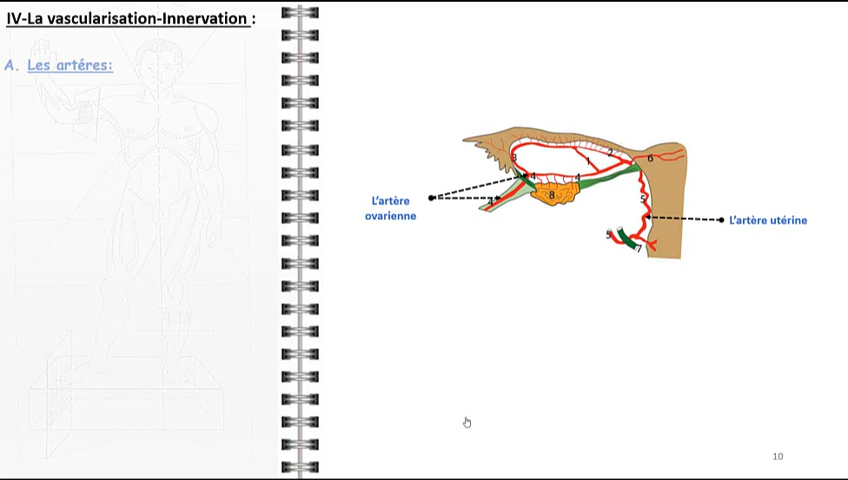 IV-La vascularisation-Innervation :
A. Les artéres:
3
1
2
6
4
4
8
4
5
5
7
L'artère
ovarienne
L'artère utérine
10